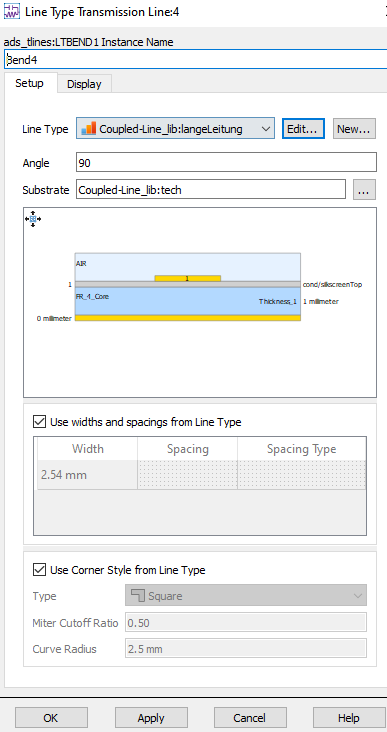 Line Type Transmission Line:4
ads_tlines:LTBEND1 Instance Name
Bend4
Setup Display
Line Type Coupled-Line_lib:langeLeitung Edit... New...
Angle 90
Substrate Coupled-Line_lib:tech ...
AIR
1
1 cond/silkscreenTop
FR_4_Core
Thickness_1 1 millimeter
0 millimeter
Use widths and spacings from Line Type
Width Spacing Spacing Type
2.54 mm
Use Corner Style from Line Type
Type Square
Miter Cutoff Ratio 0.50
Curve Radius 2.5 mm
OK Apply Cancel Help